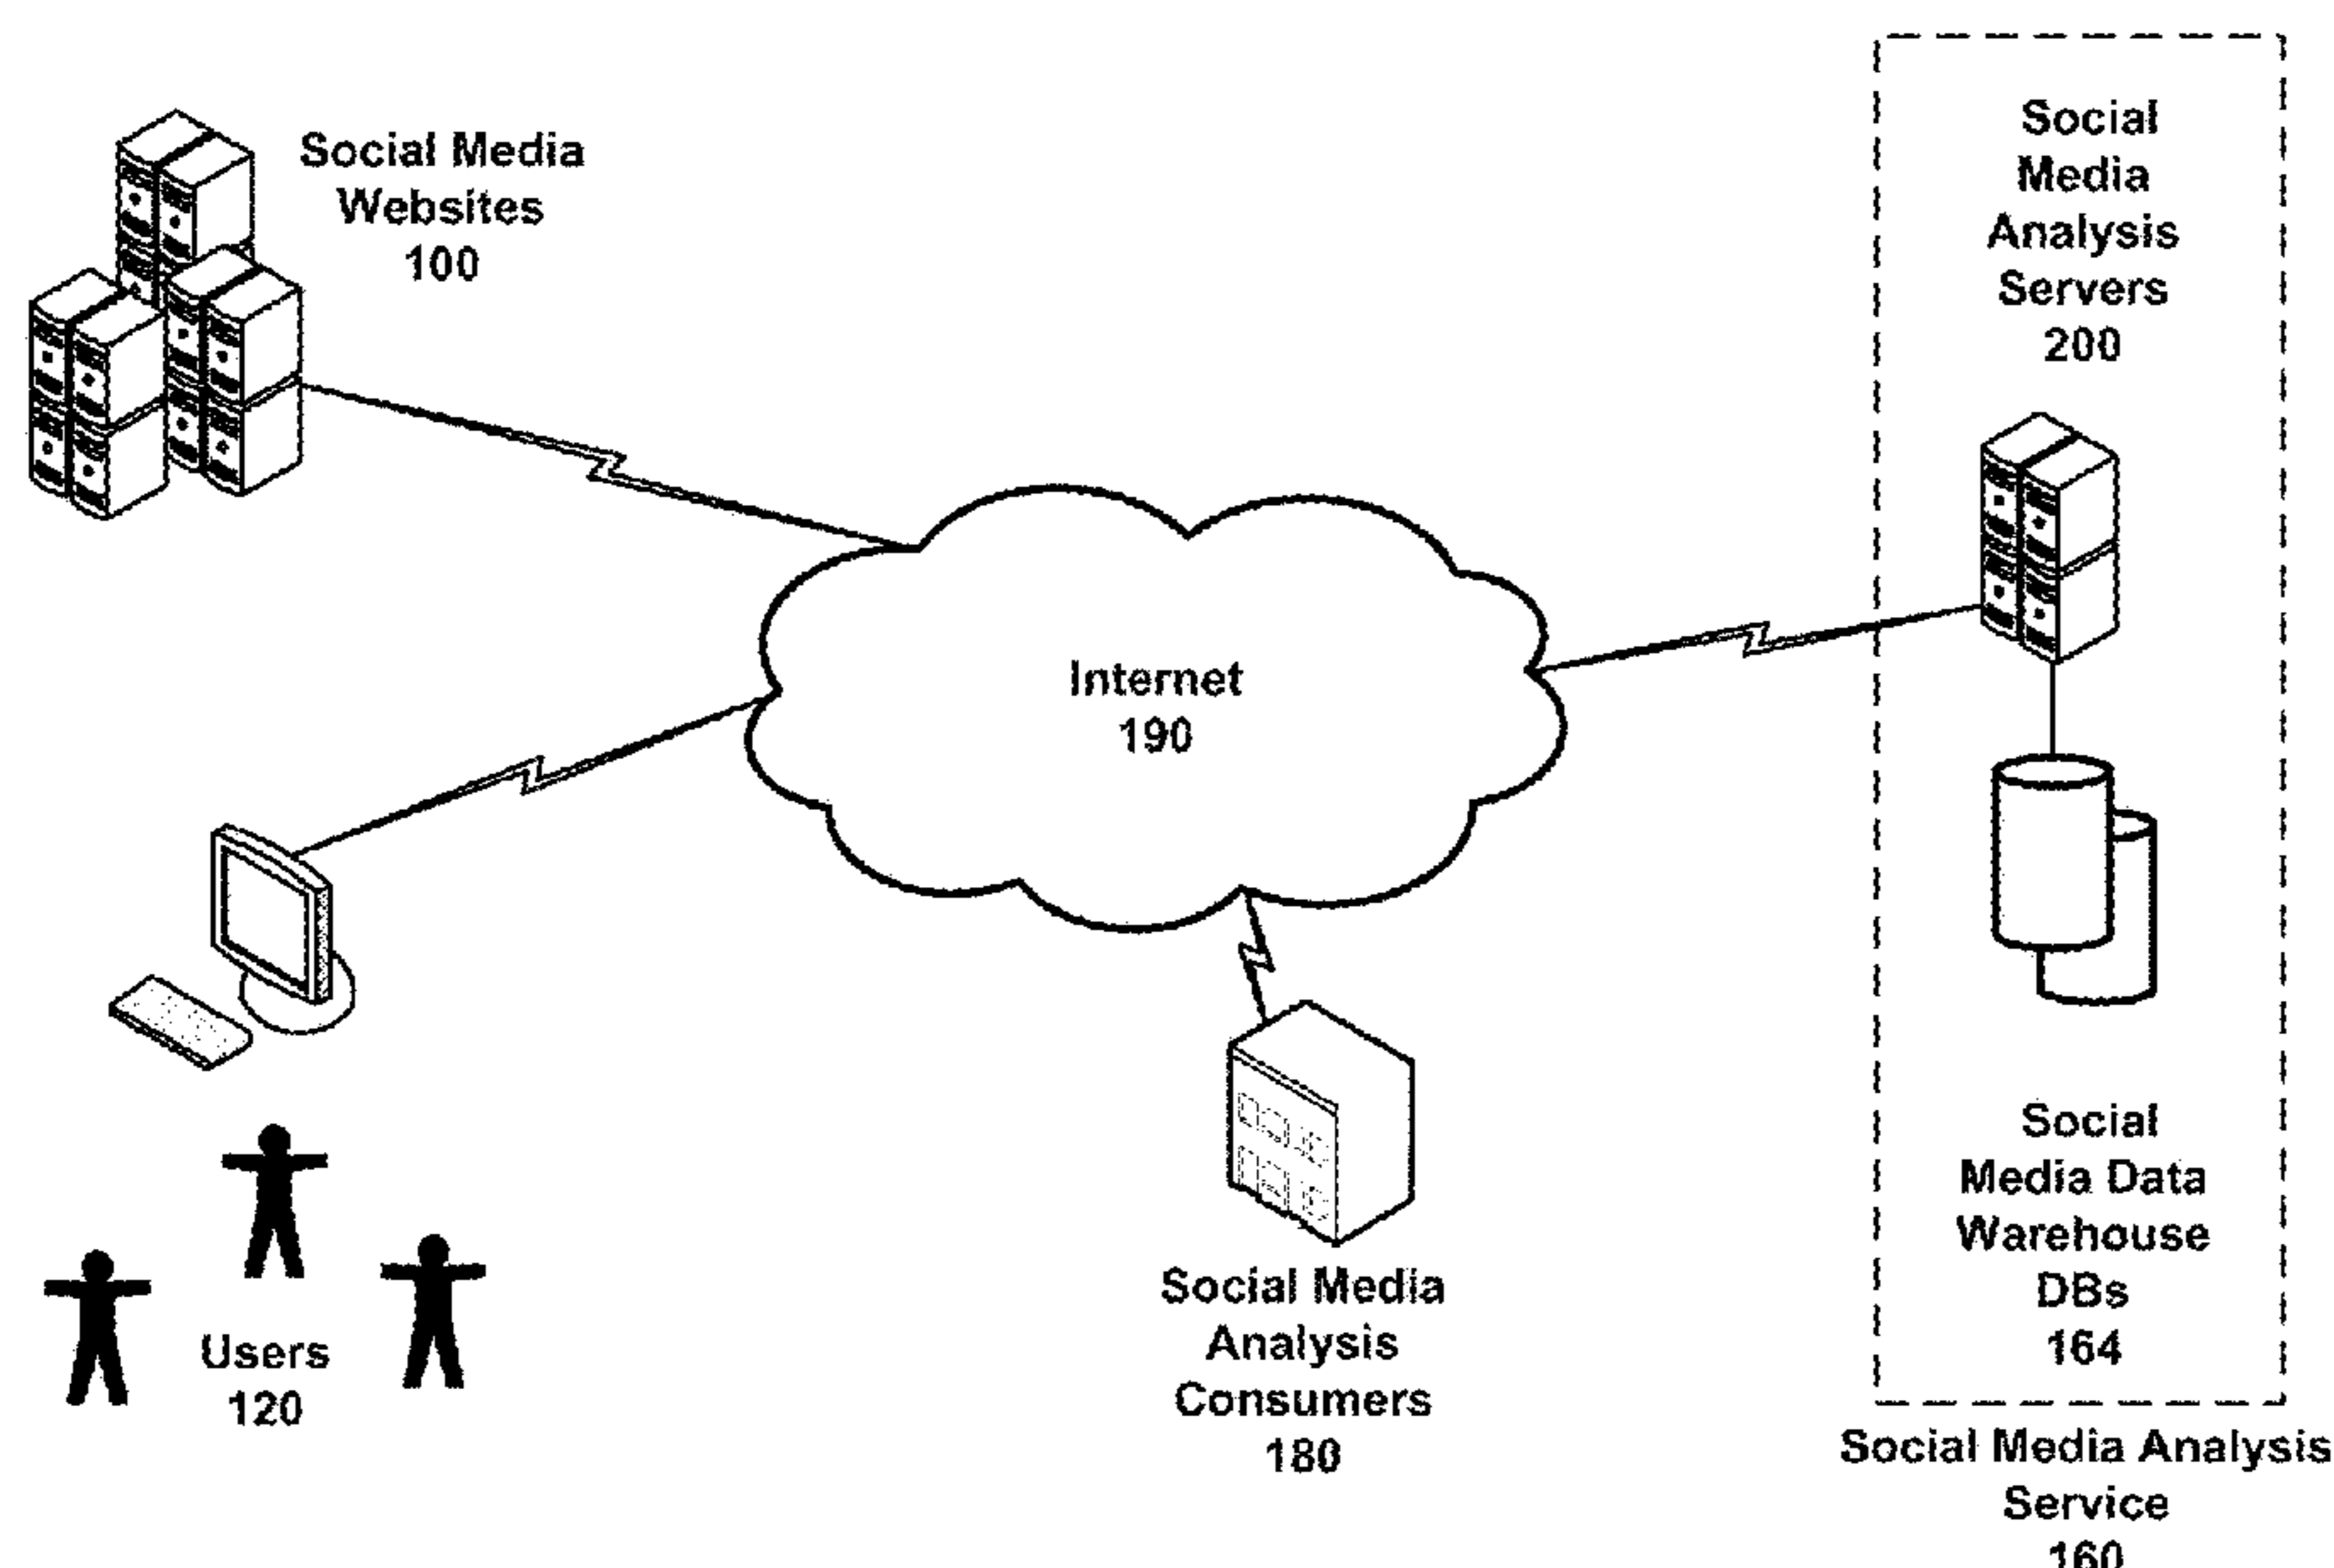 Social Media
Websites
100
Social
Media
Analysis
Servers
200
Internet
190
Users
120
Social Media
Analysis
Consumers
180
Social
Media Data
Warehouse
DBs
164
Social Media Analysis
Service
160